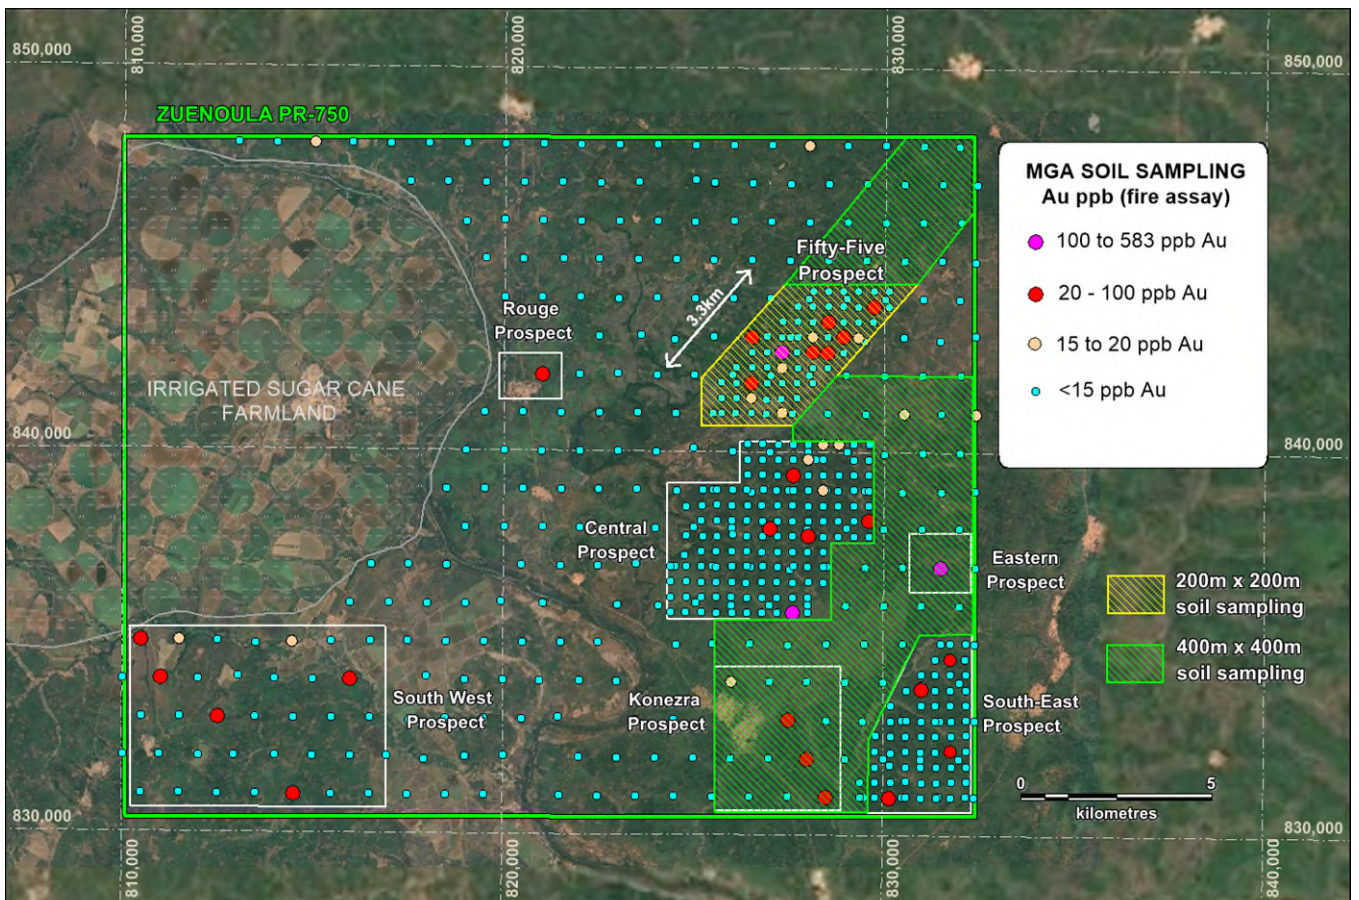 810,000
820,000
830,000
850,000
850,000
ZUENOULA PR-750
MGA SOIL SAMPLING
Au ppb (fire assay)
100 to 583 ppb Au
20 - 100 ppb Au
15 to 20 ppb Au
<15 ppb Au
Fifty-Five
Prospect
3.3km
Rouge
Prospect
IRRIGATED SUGAR CANE
FARMLAND
840,000
840,000
Central
Prospect
Eastern
Prospect
200m x 200m
soil sampling
400m x 400m
soil sampling
South West
Prospect
Konezra
Prospect
South-East
Prospect
0
5
kilometres
830,000
830,000
810,000
820,000
830,000
840,000